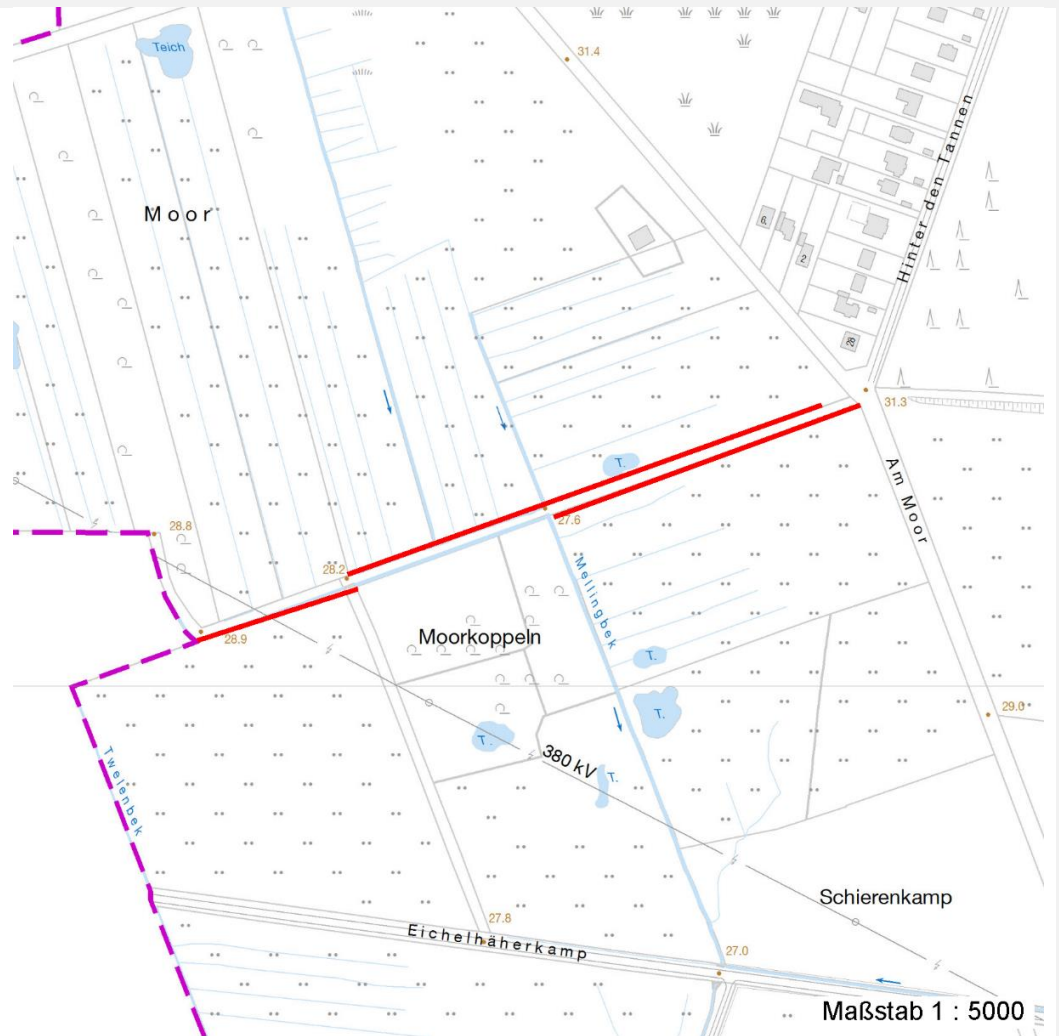 Teich
31.4
Moor
Hinter den Tannen
6.
2
28
31.3
T.
Am Moor
27.6
28.8
28.2
28.9
Mellingbek
Moorkoppeln
T.
29.0
T.
T.
380 kV
T.
Twelenbek
Schierenkamp
27.8
Eichelhäherkamp
27.0
Maßstab 1 : 5000